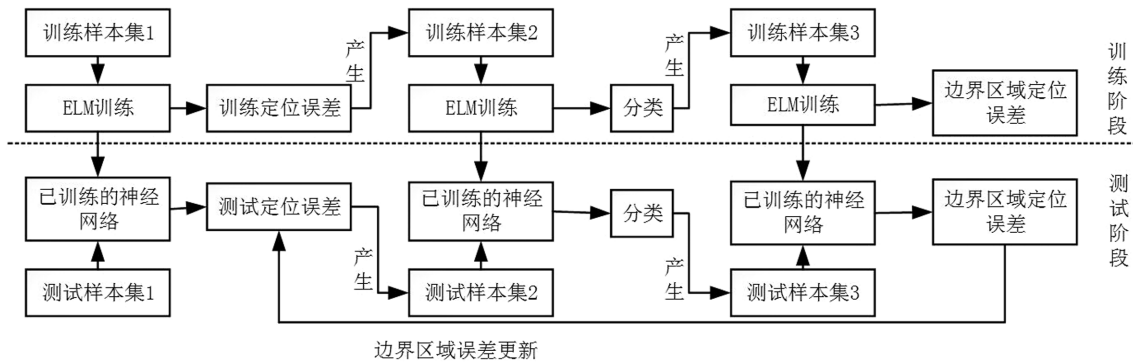 训练样本集1
训练样本集2
训练样本集3
产生
产生
ELM训练
训练定位误差
ELM训练
分类
ELM训练
边界区域定位
误差
训练阶段
已训练的神经
网络
测试定位误差
已训练的神经
网络
分类
已训练的神经
网络
边界区域定位
误差
测试阶段
产生
产生
测试样本集1
测试样本集2
测试样本集3
边界区域误差更新